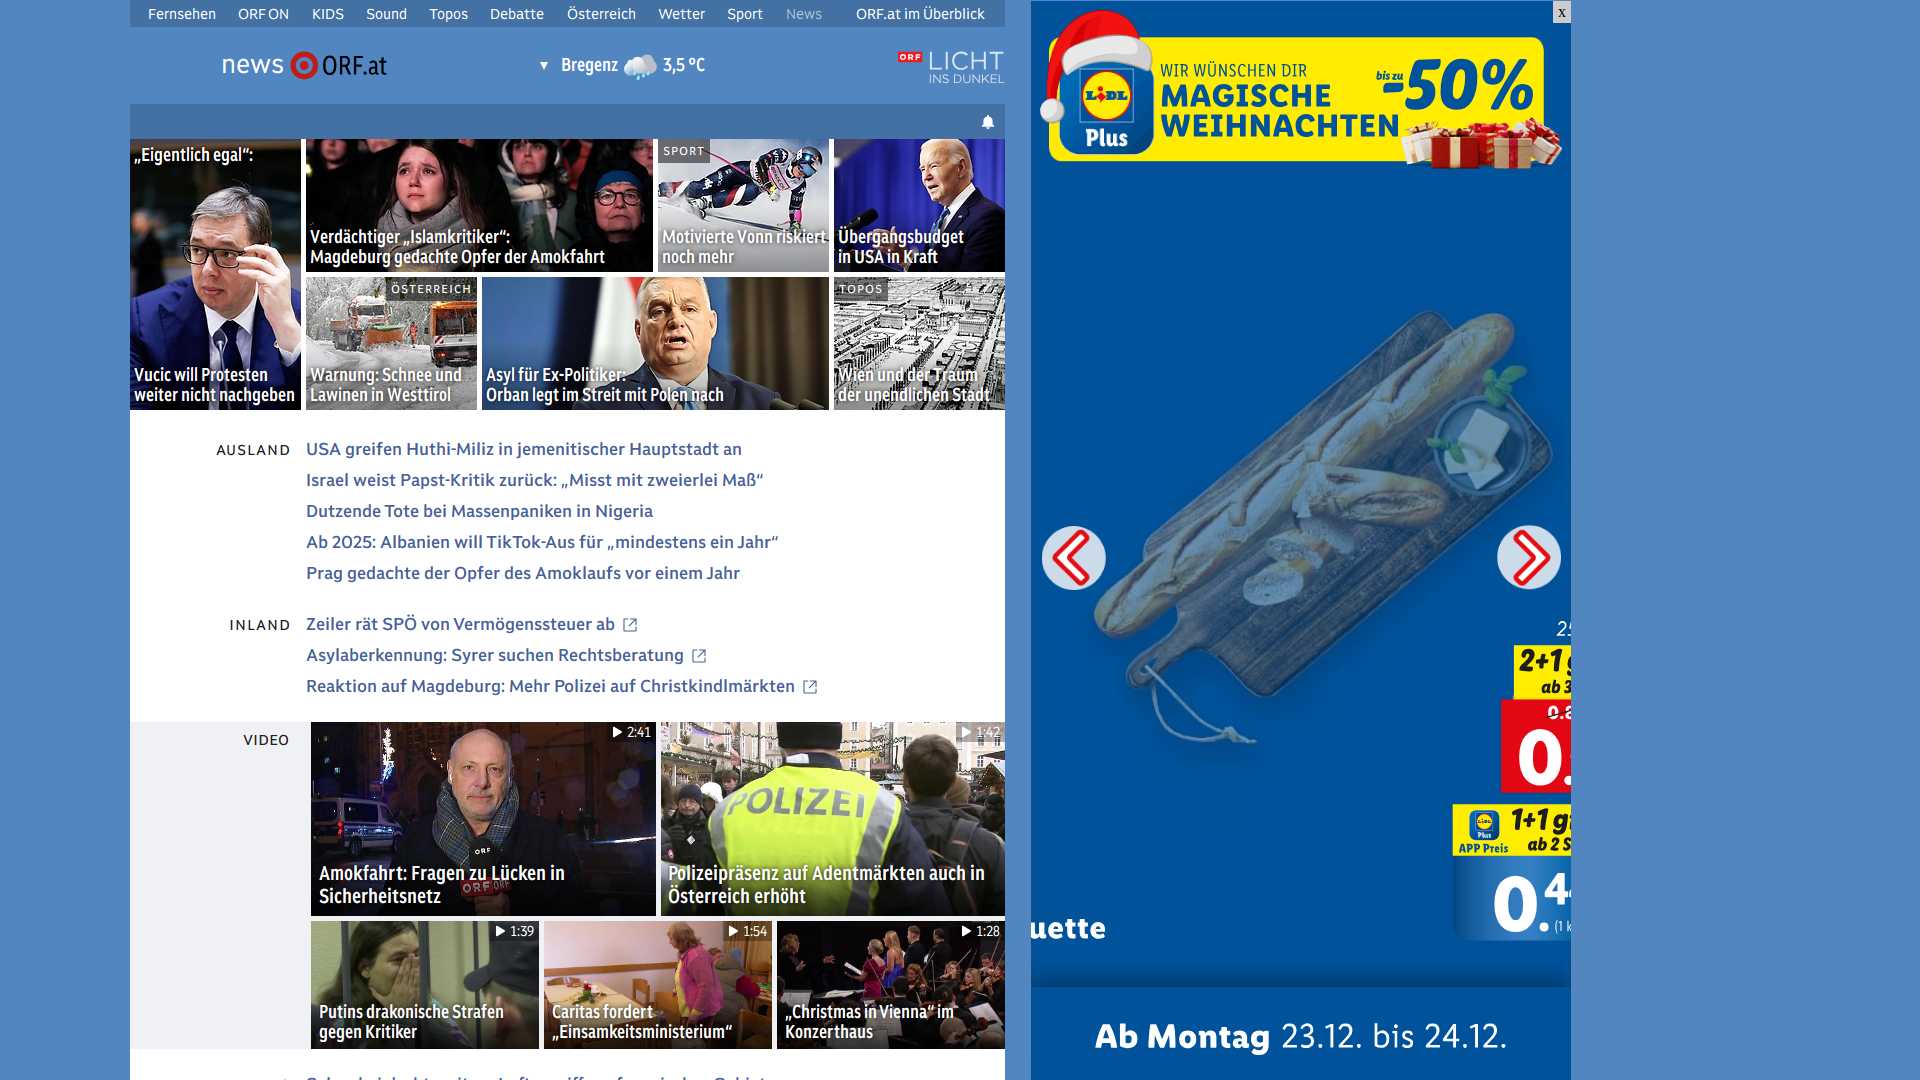 Fernsehen ORF ON KIDS Sound Topos Debatte Österreich Wetter Sport News ORF.at im Überblick
news ORF.at
▼ Bregenz 3,5 °C
ORF LICHT
INS DUNKEL
„Eigentlich egal“:
Vucic will Protesten
weiter nicht nachgeben
Verdächtiger „Islamkritiker“:
Magdeburg gedachte Opfer der Amokfahrt
SPORT
Motivierte Vonn riskiert
noch mehr
Übergangsbudget
in USA in Kraft
ÖSTERREICH
Warnung: Schnee und
Lawinen in Westtirol
Asyl für Ex-Politiker:
Orban legt im Streit mit Polen nach
TOPOS
Wien und der Traum
der unendlichen Stadt
AUSLAND
USA greifen Huthi-Miliz in jemenitischer Hauptstadt an
Israel weist Papst-Kritik zurück: „Misst mit zweierlei Maß“
Dutzende Tote bei Massenpaniken in Nigeria
Ab 2025: Albanien will TikTok-Aus für „mindestens ein Jahr“
Prag gedachte der Opfer des Amoklaufs vor einem Jahr
INLAND
Zeiler rät SPÖ von Vermögenssteuer ab
Asylaberkennung: Syrer suchen Rechtsberatung
Reaktion auf Magdeburg: Mehr Polizei auf Christkindlmärkten
VIDEO
2:41
ORF
ORF ORF
Amokfahrt: Fragen zu Lücken in
Sicherheitsnetz
1:42
POLIZEI
Polizeipräsenz auf Adentmärkten auch in
Österreich erhöht
1:39
Putins drakonische Strafen
gegen Kritiker
1:54
Caritas fordert
„Einsamkeitsministerium“
1:28
„Christmas in Vienna“ im
Konzerthaus
x
LIDL
Plus
WIR WÜNSCHEN DIR
MAGISCHE
WEIHNACHTEN
bis zu
-50%
2+1
ab 3
0.
LIDL
Plus
APP Preis
1+1
ab 2
0.
(1
uette
Ab Montag 23.12. bis 24.12.